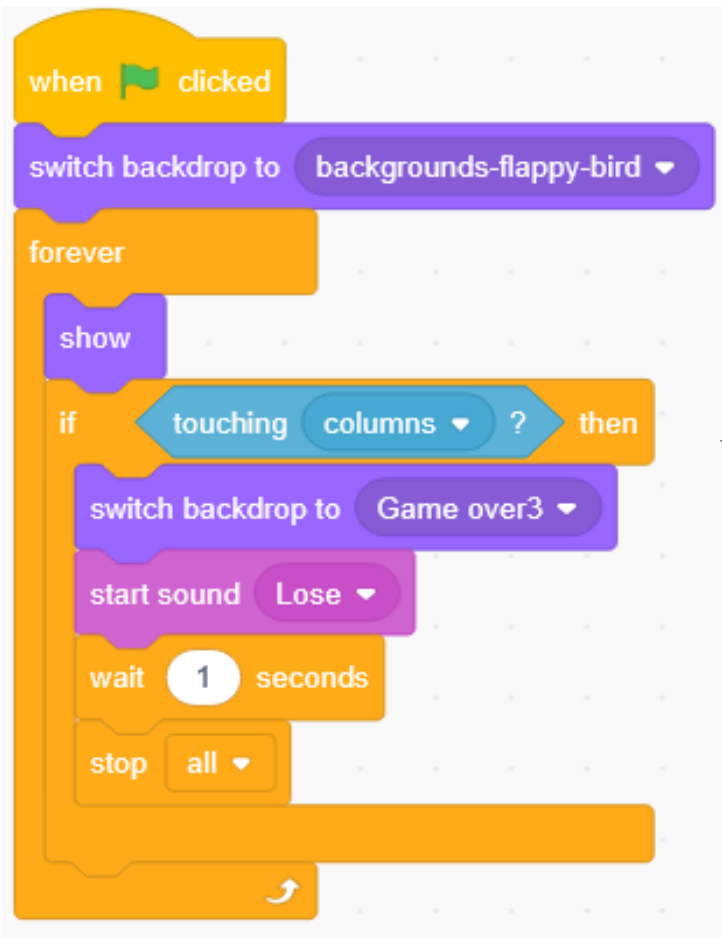 when clicked
switch backdrop to backgrounds-flappy-bird
forever
show
if touching columns ? then
switch backdrop to Game over3
start sound Lose
wait 1 seconds
stop all